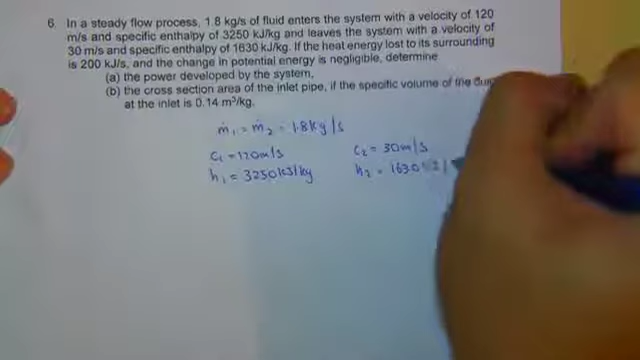 6. In a steady flow process, 1.8 kg/s of fluid enters the system with a velocity of 120
m/s and specific enthalpy of 3250 kJ/kg and leaves the system with a velocity of
30 m/s and specific enthalpy of 1630 kJ/kg. If the heat energy lost to its surrounding
is 200 kJ/s, and the change in potential energy is negligible, determine
(a) the power developed by the system,
(b) the cross section area of the inlet pipe, if the specific volume of the fluid
at the inlet is 0.14 m³/kg.
ṁ₁ = ṁ₂ = 1.8kg/s
c₁ = 120m/s c₂ = 30m/s
h₁ = 3250kJ/kg h₂ = 1630kJ/